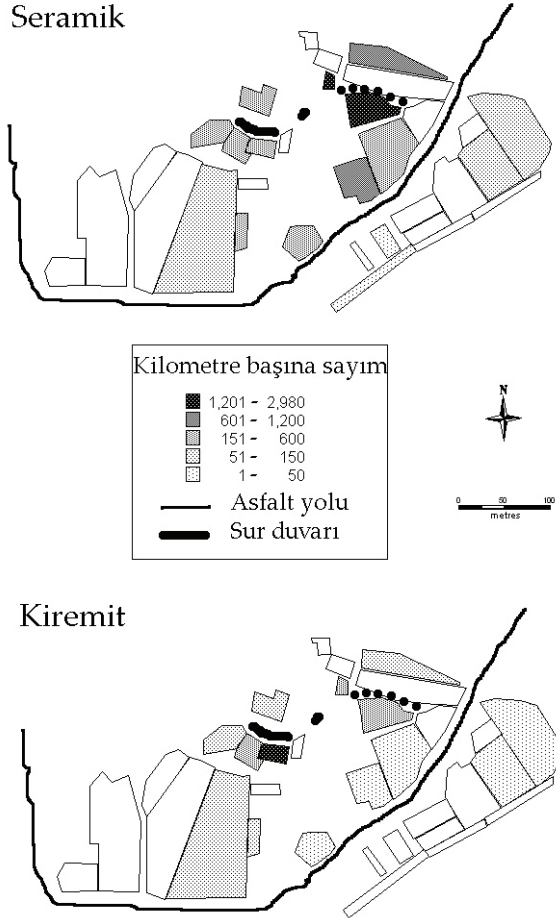 Seramik
Kilometre başına sayım
1,201 - 2,980
601 - 1,200
151 - 600
51 - 150
1 - 50
Asfalt yolu
Sur duvarı
N
0 50 100
metres
Kiremit